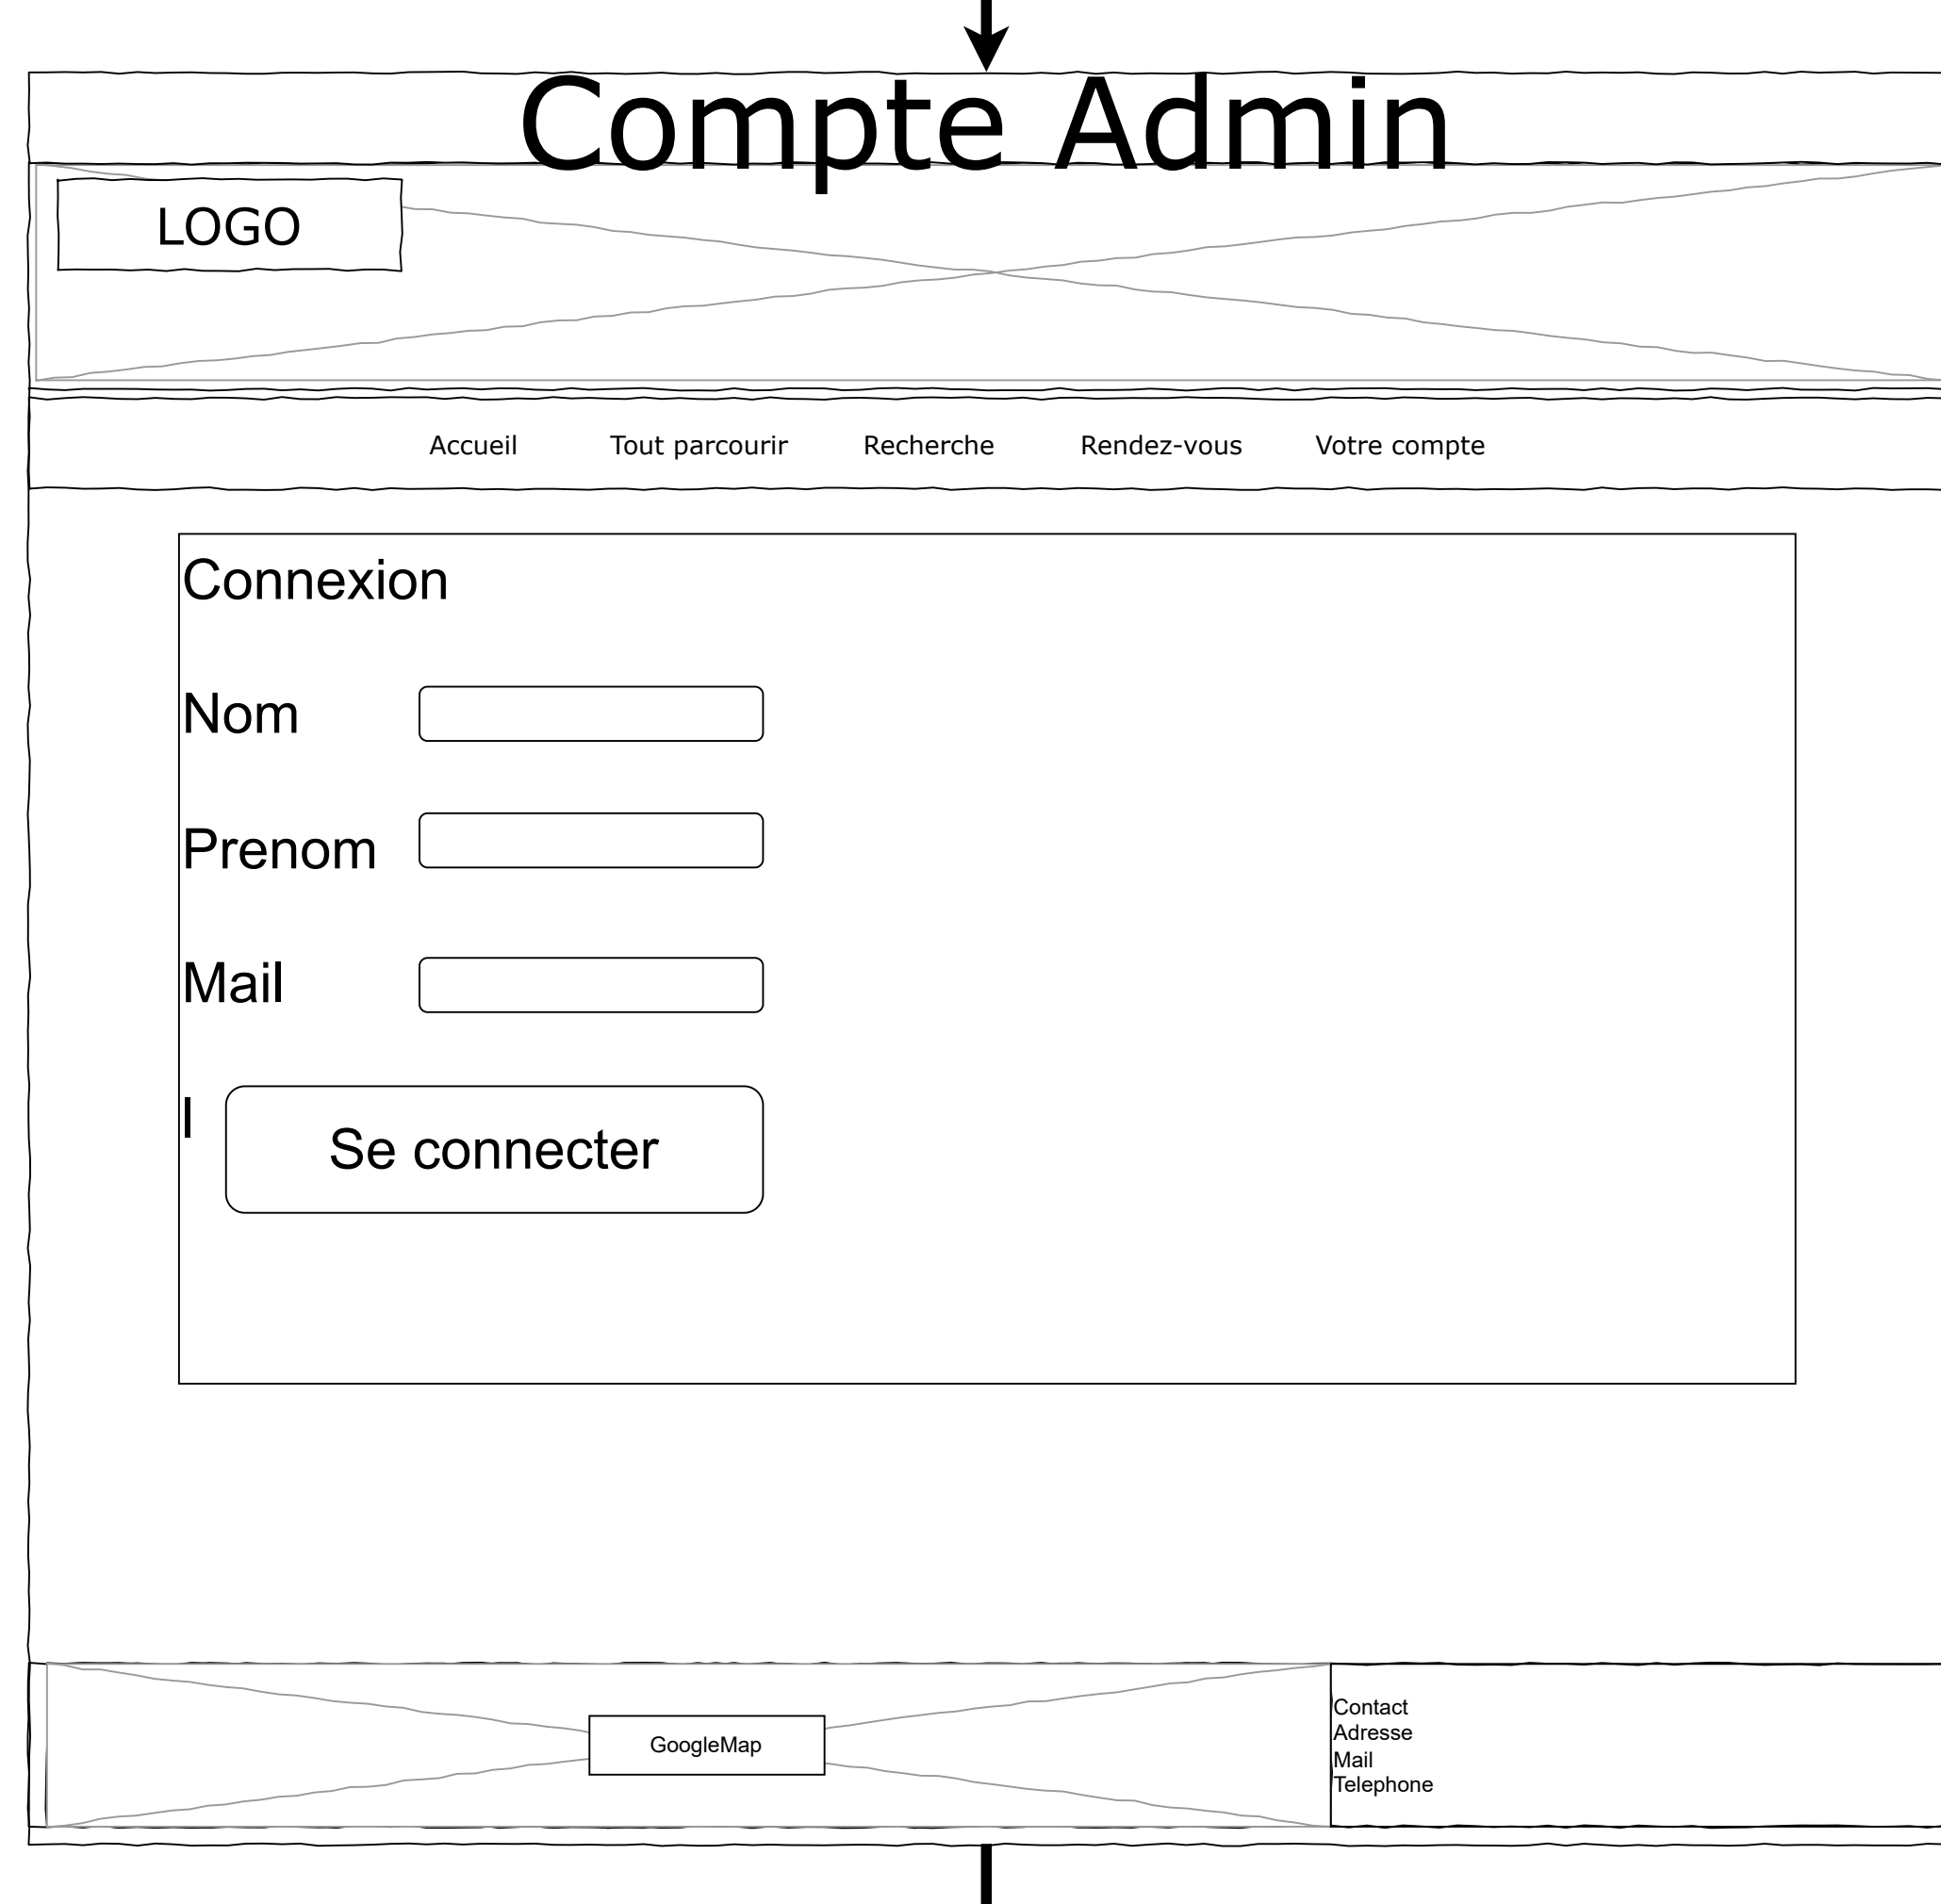 Compte Admin
LOGO
Accueil Tout parcourir Recherche Rendez-vous Votre compte
Connexion
Nom
Prenom
Mail
l
Se connecter
GoogleMap
Contact
Adresse
Mail
Telephone